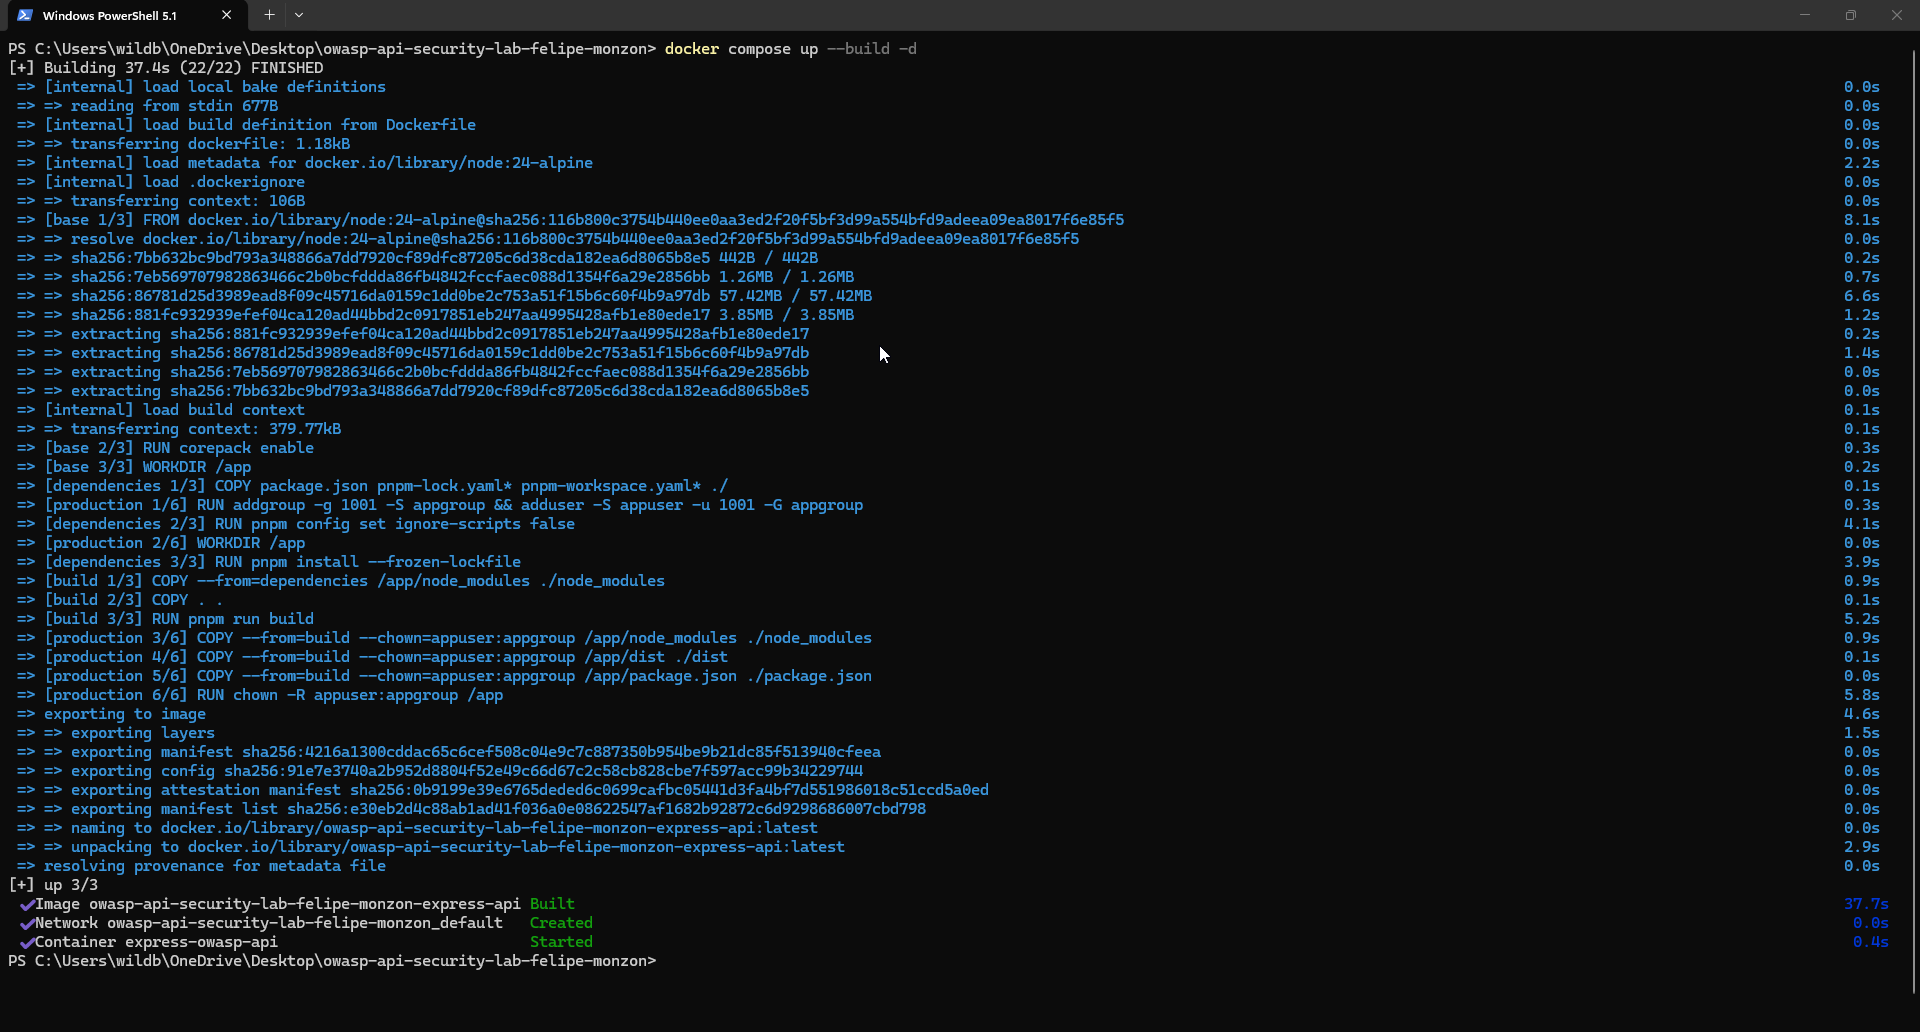 Windows PowerShell 5.1
PS C:\Users\wildb\OneDrive\Desktop\owasp-api-security-lab-felipe-monzon> docker compose up --build -d
[+] Building 37.4s (22/22) FINISHED
=> [internal] load local bake definitions 0.0s
=> => reading from stdin 677B 0.0s
=> [internal] load build definition from Dockerfile 0.0s
=> => transferring dockerfile: 1.18kB 0.0s
=> [internal] load metadata for docker.io/library/node:24-alpine 2.2s
=> [internal] load .dockerignore 0.0s
=> => transferring context: 106B 0.0s
=> [base 1/3] FROM docker.io/library/node:24-alpine@sha256:116b800c3754b440ee0aa3ed2f20f5bf3d99a554bfd9adeea09ea8017f6e85f5 8.1s
=> => resolve docker.io/library/node:24-alpine@sha256:116b800c3754b440ee0aa3ed2f20f5bf3d99a554bfd9adeea09ea8017f6e85f5 0.0s
=> => sha256:7bb632bc9bd793a348866a7dd7920cf89dfc87205c6d38cda182ea6d8065b8e5 442B / 442B 0.2s
=> => sha256:7eb569707982863466c2b0bcfddda86fb4842fccfaec088d1354f6a29e2856bb 1.26MB / 1.26MB 0.7s
=> => sha256:86781d25d3989ead8f09c45716da0159c1dd0be2c753a51f15b6c60f4b9a97db 57.42MB / 57.42MB 6.6s
=> => sha256:881fc932939efef04ca120ad44bbd2c0917851eb247aa4995428afb1e80ede17 3.85MB / 3.85MB 1.2s
=> => extracting sha256:881fc932939efef04ca120ad44bbd2c0917851eb247aa4995428afb1e80ede17 0.2s
=> => extracting sha256:86781d25d3989ead8f09c45716da0159c1dd0be2c753a51f15b6c60f4b9a97db 1.4s
=> => extracting sha256:7eb569707982863466c2b0bcfddda86fb4842fccfaec088d1354f6a29e2856bb 0.0s
=> => extracting sha256:7bb632bc9bd793a348866a7dd7920cf89dfc87205c6d38cda182ea6d8065b8e5 0.0s
=> [internal] load build context 0.1s
=> => transferring context: 379.77kB 0.1s
=> [base 2/3] RUN corepack enable 0.3s
=> [base 3/3] WORKDIR /app 0.2s
=> [dependencies 1/3] COPY package.json pnpm-lock.yaml* pnpm-workspace.yaml* ./ 0.1s
=> [production 1/6] RUN addgroup -g 1001 -S appgroup && adduser -S appuser -u 1001 -G appgroup 0.3s
=> [dependencies 2/3] RUN pnpm config set ignore-scripts false 4.1s
=> [production 2/6] WORKDIR /app 0.0s
=> [dependencies 3/3] RUN pnpm install --frozen-lockfile 3.9s
=> [build 1/3] COPY --from=dependencies /app/node_modules ./node_modules 0.9s
=> [build 2/3] COPY . . 0.1s
=> [build 3/3] RUN pnpm run build 5.2s
=> [production 3/6] COPY --from=build --chown=appuser:appgroup /app/node_modules ./node_modules 0.9s
=> [production 4/6] COPY --from=build --chown=appuser:appgroup /app/dist ./dist 0.1s
=> [production 5/6] COPY --from=build --chown=appuser:appgroup /app/package.json ./package.json 0.0s
=> [production 6/6] RUN chown -R appuser:appgroup /app 5.8s
=> exporting to image 4.6s
=> => exporting layers 1.5s
=> => exporting manifest sha256:4216a1300cddac65c6cef508c04e9c7c887350b954be9b21dc85f513940cfeea 0.0s
=> => exporting config sha256:91e7e3740a2b952d8804f52e49c66d67c2c58cb828cbe7f597acc99b34229744 0.0s
=> => exporting attestation manifest sha256:0b9199e39e6765deded6c0699cafbc05441d3fa4bf7d551986018c51ccd5a0ed 0.0s
=> => exporting manifest list sha256:e30eb2d4c88ab1ad41f036a0e08622547af1682b92872c6d9298686007cbd798 0.0s
=> => naming to docker.io/library/owasp-api-security-lab-felipe-monzon-express-api:latest 0.0s
=> => unpacking to docker.io/library/owasp-api-security-lab-felipe-monzon-express-api:latest 2.9s
=> resolving provenance for metadata file 0.0s
[+] up 3/3
✔Image owasp-api-security-lab-felipe-monzon-express-api Built 37.7s
✔Network owasp-api-security-lab-felipe-monzon_default Created 0.0s
✔Container express-owasp-api Started 0.4s
PS C:\Users\wildb\OneDrive\Desktop\owasp-api-security-lab-felipe-monzon>